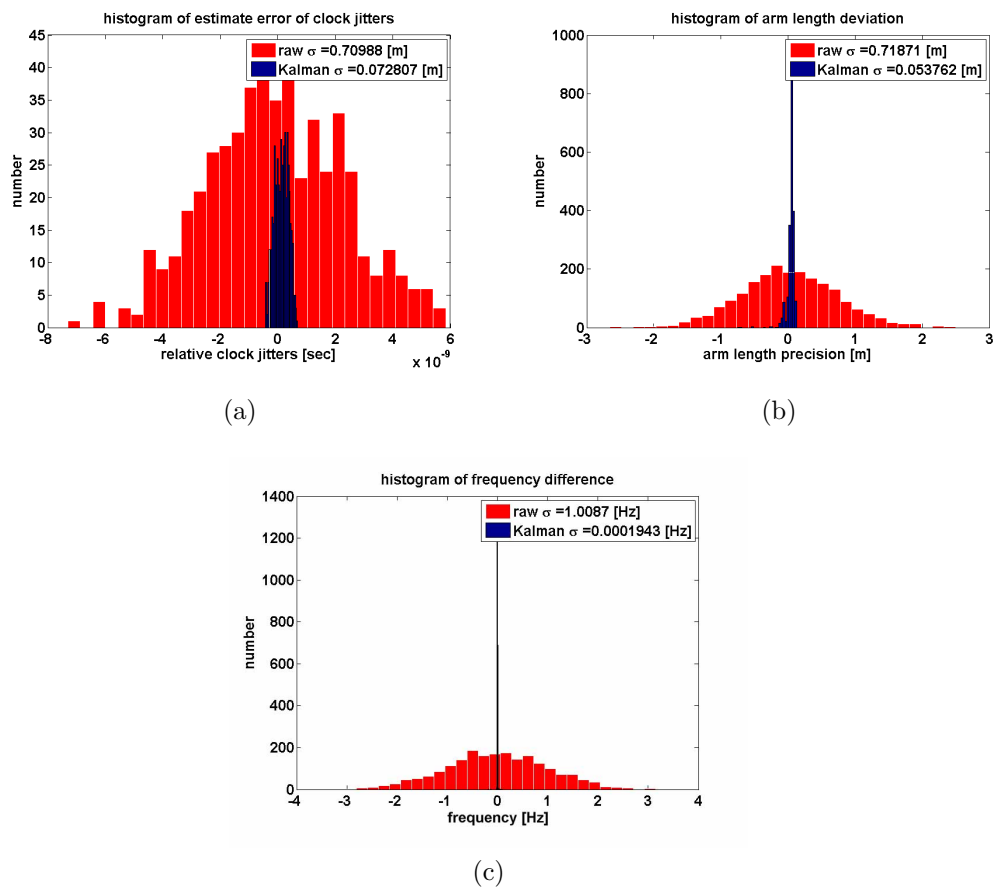 histogram of estimate error of clock jitters
raw σ =0.70988 [m]
Kalman σ =0.072807 [m]
number
45
40
35
30
25
20
15
10
5
0
-8
-6
-4
-2
0
2
4
6
relative clock jitters [sec]
x 10^-9
(a)
histogram of arm length deviation
raw σ =0.71871 [m]
Kalman σ =0.053762 [m]
number
1000
800
600
400
200
0
-3
-2
-1
0
1
2
3
arm length precision [m]
(b)
histogram of frequency difference
raw σ =1.0087 [Hz]
Kalman σ =0.0001943 [Hz]
number
1400
1200
1000
800
600
400
200
0
-4
-3
-2
-1
0
1
2
3
4
frequency [Hz]
(c)